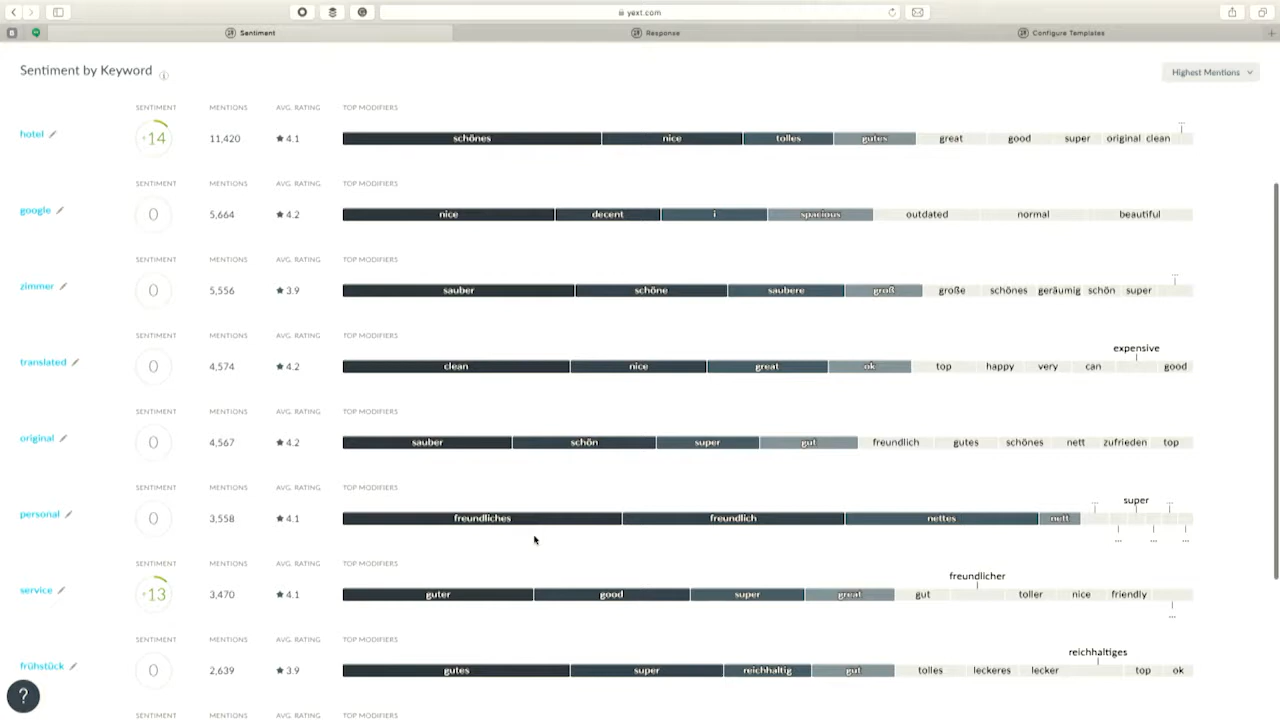 yext.com
Sentiment
Response
Configure Templates
Sentiment by Keyword
Highest Mentions
SENTIMENT MENTIONS AVG. RATING TOP MODIFIERS
...
hotel +14 11,420 4.1 schönes nice tolles gutes great good super original clean
SENTIMENT MENTIONS AVG. RATING TOP MODIFIERS
google 0 5,664 4.2 nice decent i spacious outdated normal beautiful
SENTIMENT MENTIONS AVG. RATING TOP MODIFIERS
...
zimmer 0 5,556 3.9 sauber schöne saubere groß große schönes geräumig schön super
SENTIMENT MENTIONS AVG. RATING TOP MODIFIERS
expensive
translated 0 4,574 4.2 clean nice great ok top happy very can good
SENTIMENT MENTIONS AVG. RATING TOP MODIFIERS
original 0 4,567 4.2 sauber schön super gut freundlich gutes schönes nett zufrieden top
SENTIMENT MENTIONS AVG. RATING TOP MODIFIERS
... super ...
personal 0 3,558 4.1 freundliches freundlich nettes nett
... ... ...
SENTIMENT MENTIONS AVG. RATING TOP MODIFIERS
freundlicher
service +13 3,470 4.1 guter good super great gut toller nice friendly
...
SENTIMENT MENTIONS AVG. RATING TOP MODIFIERS
reichhaltiges
frühstück 0 2,639 3.9 gutes super reichhaltig gut tolles leckeres lecker top ok
?
SENTIMENT MENTIONS AVG. RATING TOP MODIFIERS